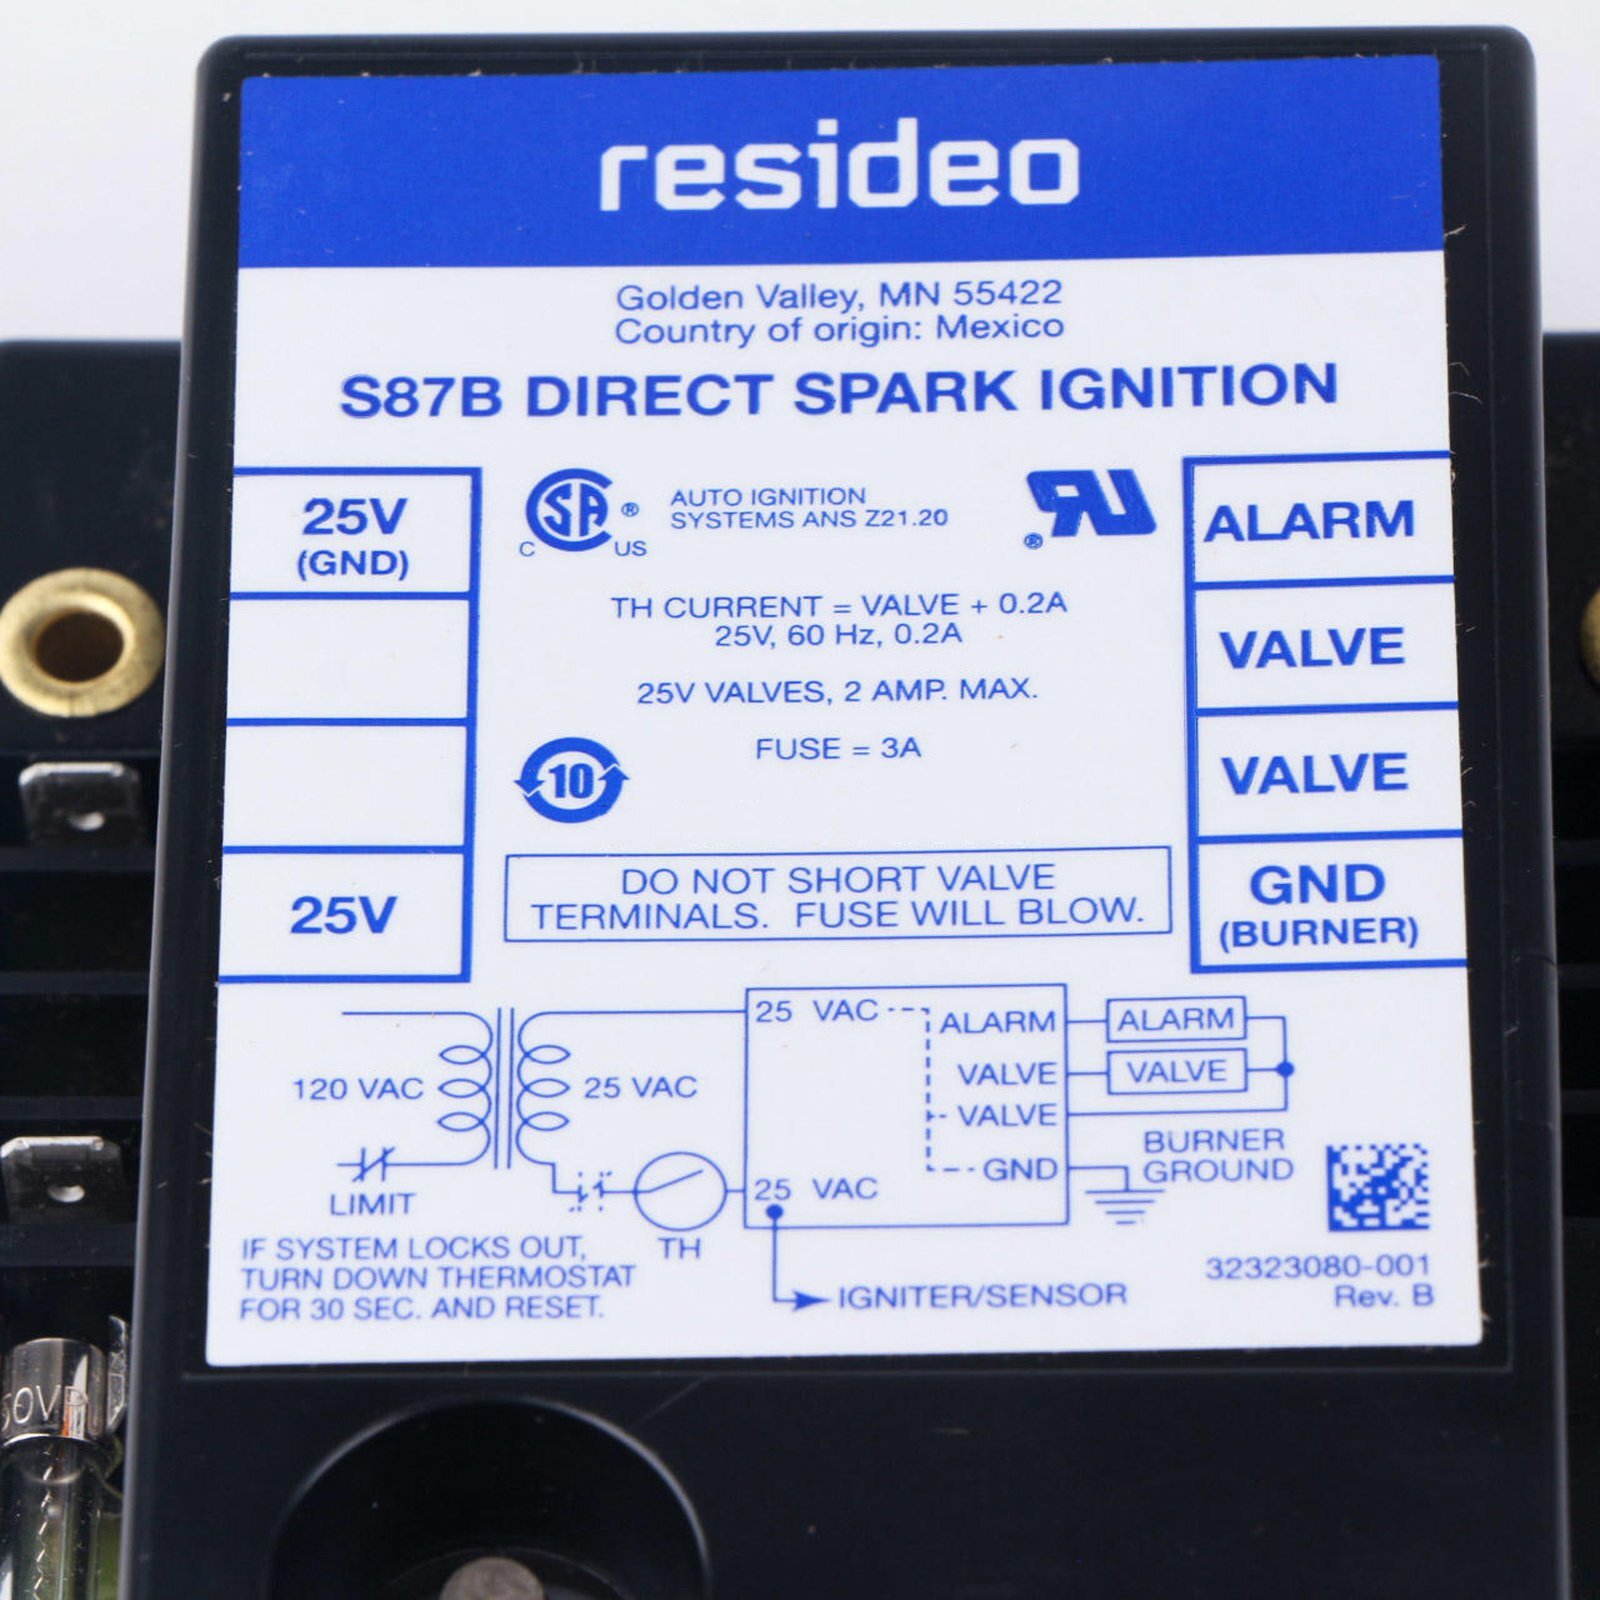 resideo
Golden Valley, MN 55422
Country of origin: Mexico
S87B DIRECT SPARK IGNITION
25V
(GND)
25V
SA ®
C US
AUTO IGNITION
SYSTEMS ANS Z21.20
RU ®
TH CURRENT = VALVE + 0.2A
25V, 60 Hz, 0.2A
25V VALVES, 2 AMP. MAX.
FUSE = 3A
10
DO NOT SHORT VALVE
TERMINALS. FUSE WILL BLOW.
ALARM
VALVE
VALVE
GND
(BURNER)
120 VAC
25 VAC
LIMIT
TH
25 VAC
25 VAC
ALARM
VALVE
VALVE
GND
ALARM
VALVE
BURNER
GROUND
IGNITER/SENSOR
IF SYSTEM LOCKS OUT,
TURN DOWN THERMOSTAT
FOR 30 SEC. AND RESET.
32323080-001
Rev. B